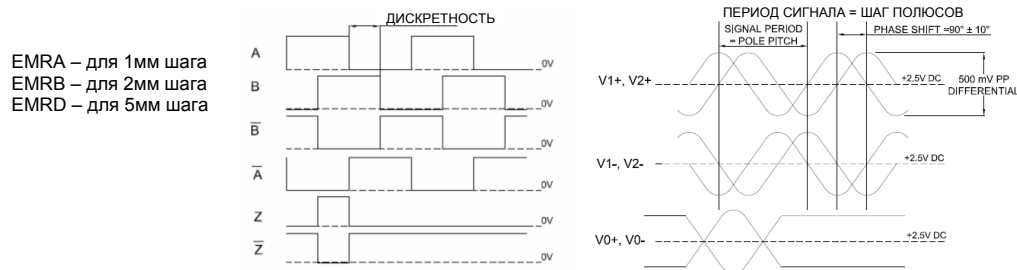 EMRA – для 1мм шага
EMRB – для 2мм шага
EMRD – для 5мм шага
ДИСКРЕТНОСТЬ
A
0V
B
0V
B
0V
A
0V
Z
0V
Z
0V
ПЕРИОД СИГНАЛА = ШАГ ПОЛЮСОВ
SIGNAL PERIOD
= POLE PITCH
PHASE SHIFT =90° ± 10°
V1+, V2+
+2.5V DC
500 mV PP
DIFFERENTIAL
V1-, V2-
+2.5V DC
V0+, V0-
+2.5V DC